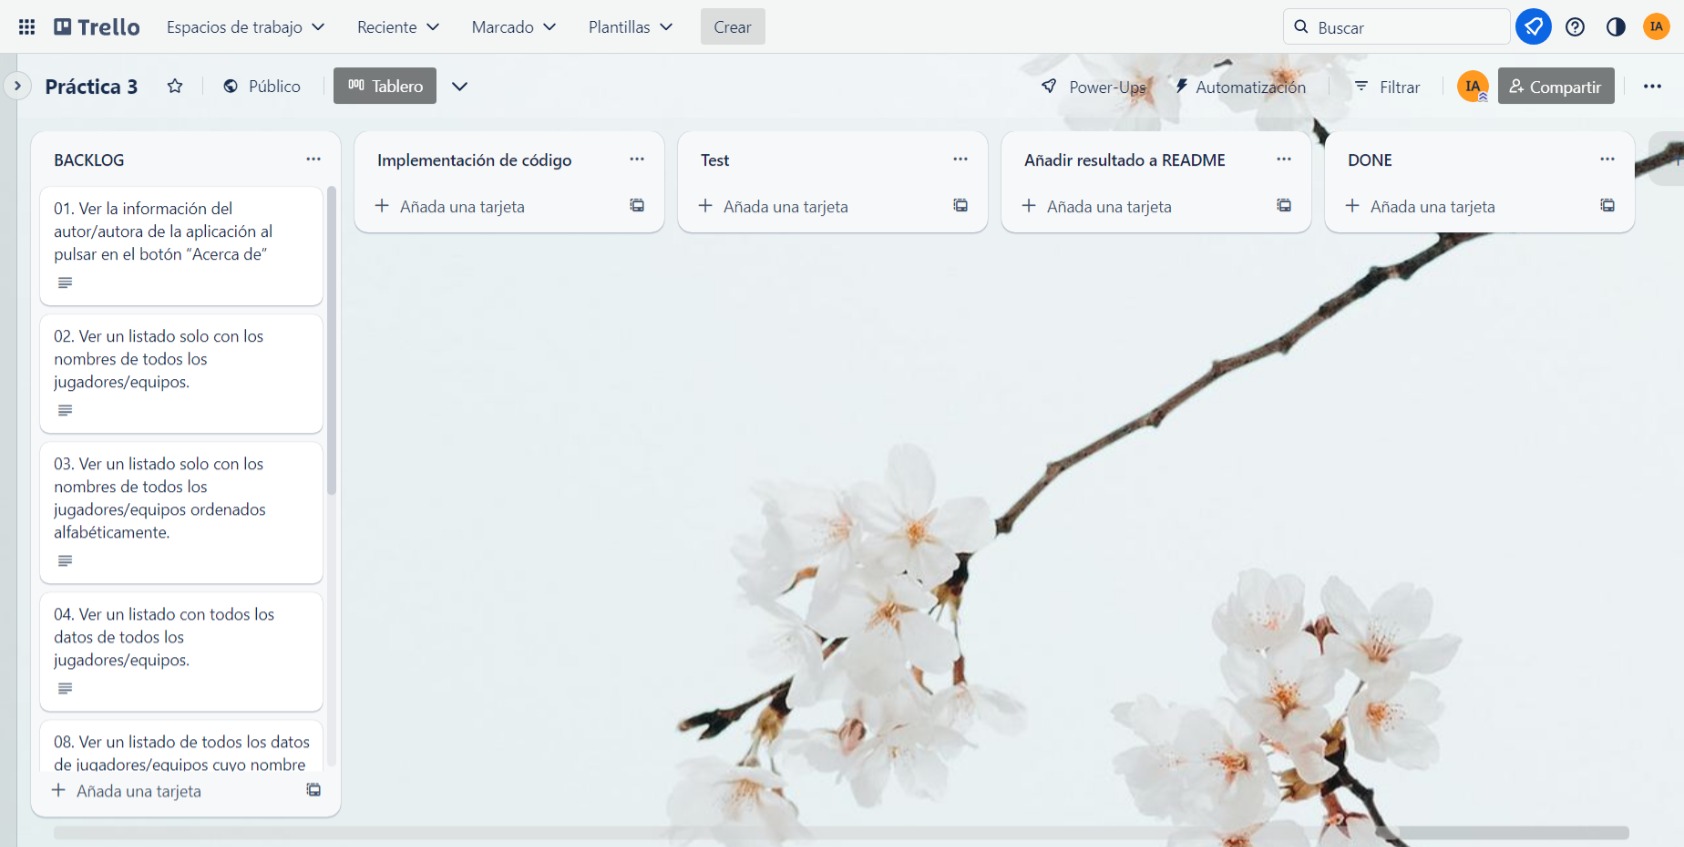 Trello
Espacios de trabajo
Reciente
Marcado
Plantillas
Crear
Buscar
IA
Práctica 3
Público
Tablero
Power-Ups
Automatización
Filtrar
IA
Compartir
BACKLOG
01. Ver la información del
autor/autora de la aplicación al
pulsar en el botón “Acerca de”
02. Ver un listado solo con los
nombres de todos los
jugadores/equipos.
03. Ver un listado solo con los
nombres de todos los
jugadores/equipos ordenados
alfabéticamente.
04. Ver un listado con todos los
datos de todos los
jugadores/equipos.
08. Ver un listado de todos los datos
de jugadores/equipos cuyo nombre
Añada una tarjeta
Implementación de código
Añada una tarjeta
Test
Añada una tarjeta
Añadir resultado a README
Añada una tarjeta
DONE
Añada una tarjeta